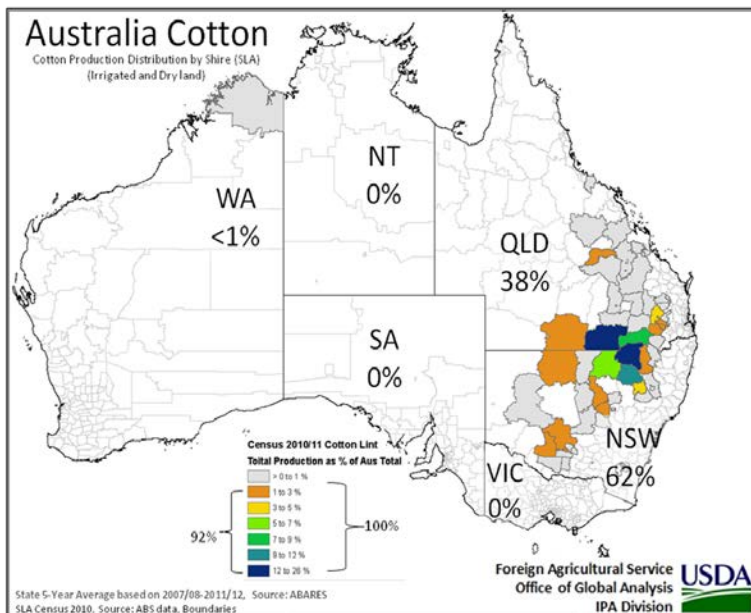 Australia Cotton
Cotton Production Distribution by Shire (SLA)
(Irrigated and Dry land)
NT
0%
WA
<1%
QLD
38%
SA
0%
NSW
62%
VIC
0%
Census 2010/11 Cotton Lint
Toital Production as % of Aus Total
> 0 to 1 %
1 to 3 %
3 to 5 %
5 to 7 %
7 to 9 %
9 to 12 %
12 to 26 %
92%
100%
State 5-Year Average based on 2007/08-2011/12, Source: ABARES
SLA Census 2010, Source: ABS data, Boundaries
Foreign Agricultural Service
Office of Global Analysis
IPA Division
USDA